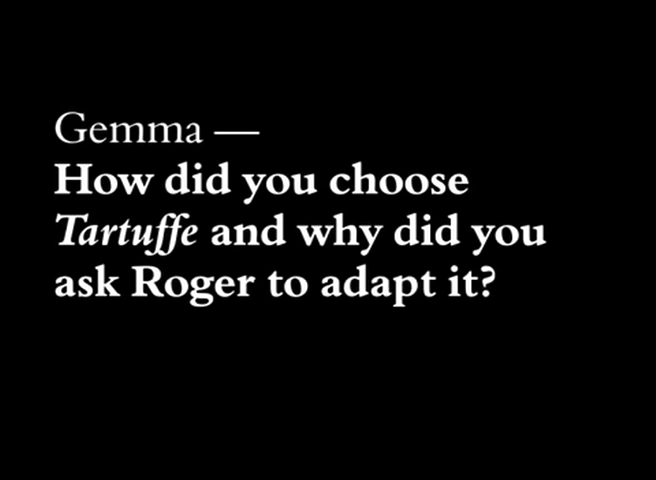 Gemma —
How did you choose
Tartuffe and why did you
ask Roger to adapt it?